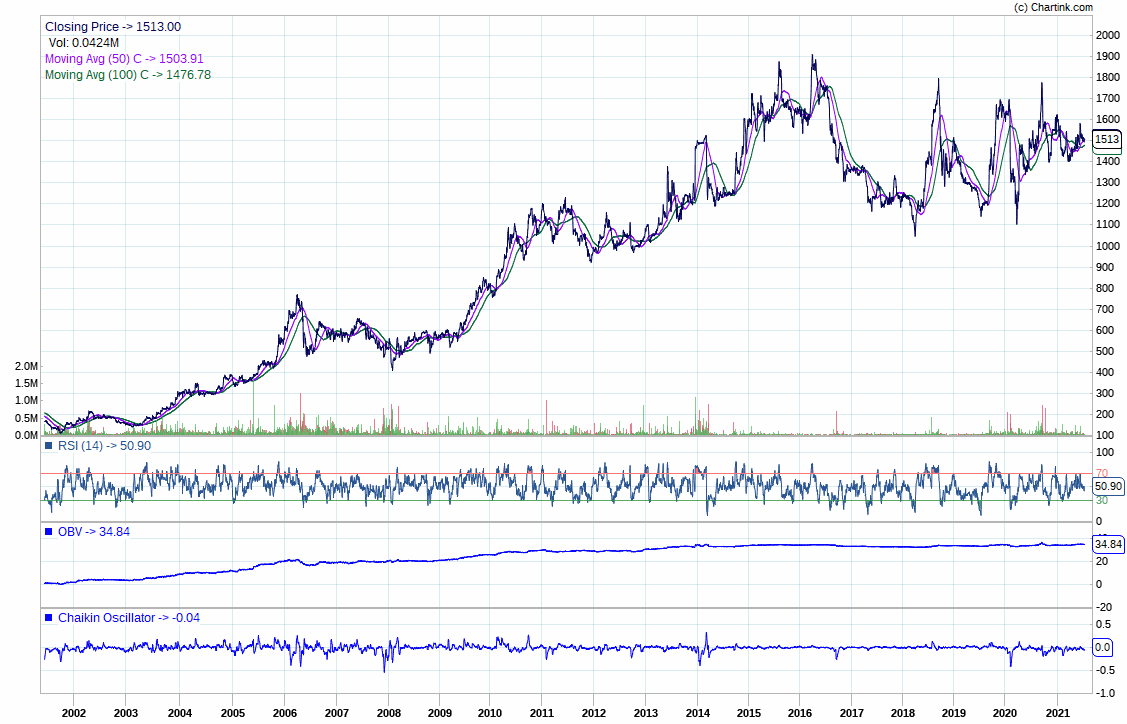 (c) Chartink.com
Closing Price -> 1513.00
Vol: 0.0424M
Moving Avg (50) C -> 1503.91
Moving Avg (100) C -> 1476.78
2000
1900
1800
1700
1600
1513
1400
1300
1200
1100
1000
900
800
700
600
500
400
300
200
100
2.0M
1.5M
1.0M
0.5M
0.0M
RSI (14) -> 50.90
100
70
50.90
30
0
OBV -> 34.84
34.84
20
0
-20
Chaikin Oscillator -> -0.04
0.5
0.0
-0.5
-1.0
2002 2003 2004 2005 2006 2007 2008 2009 2010 2011 2012 2013 2014 2015 2016 2017 2018 2019 2020 2021